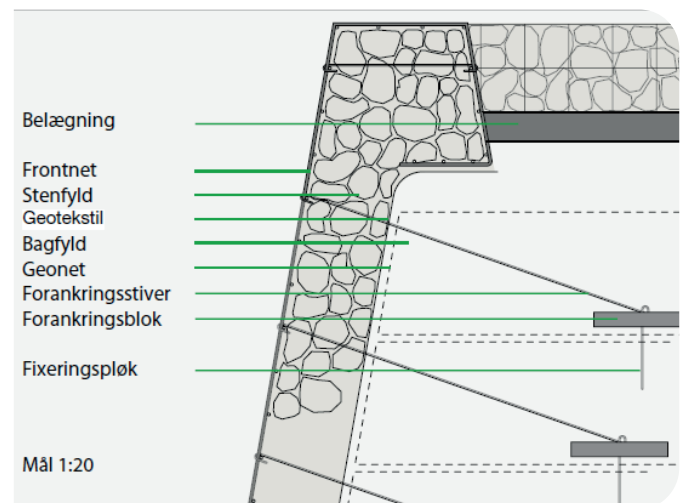 Belægning
Frontnet
Stenfyld
Geotekstil
Bagfyld
Geonet
Forankringsstiver
Forankringsblok
Fixeringspløk
Mål 1:20